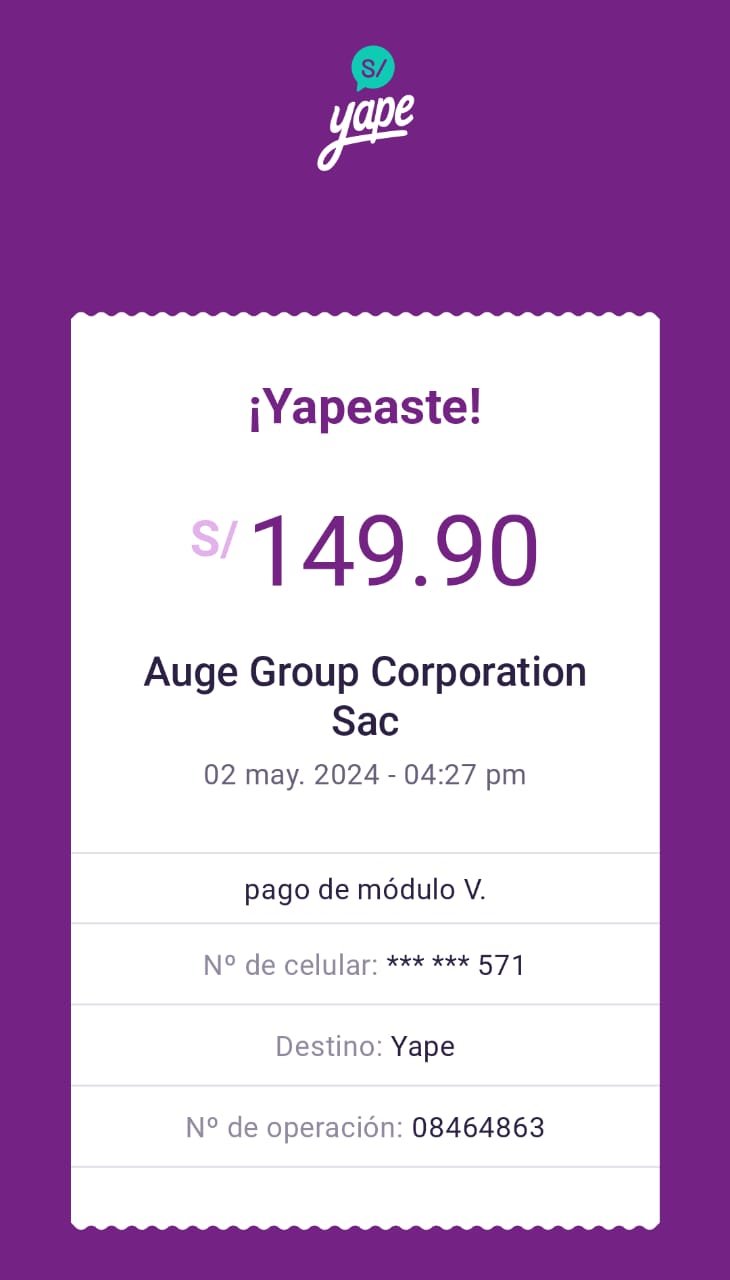 S/
yape
¡Yapeaste!
S/ 149.90
Auge Group Corporation
Sac
02 may. 2024 - 04:27 pm
pago de módulo V.
Nº de celular: *** *** 571
Destino: Yape
Nº de operación: 08464863